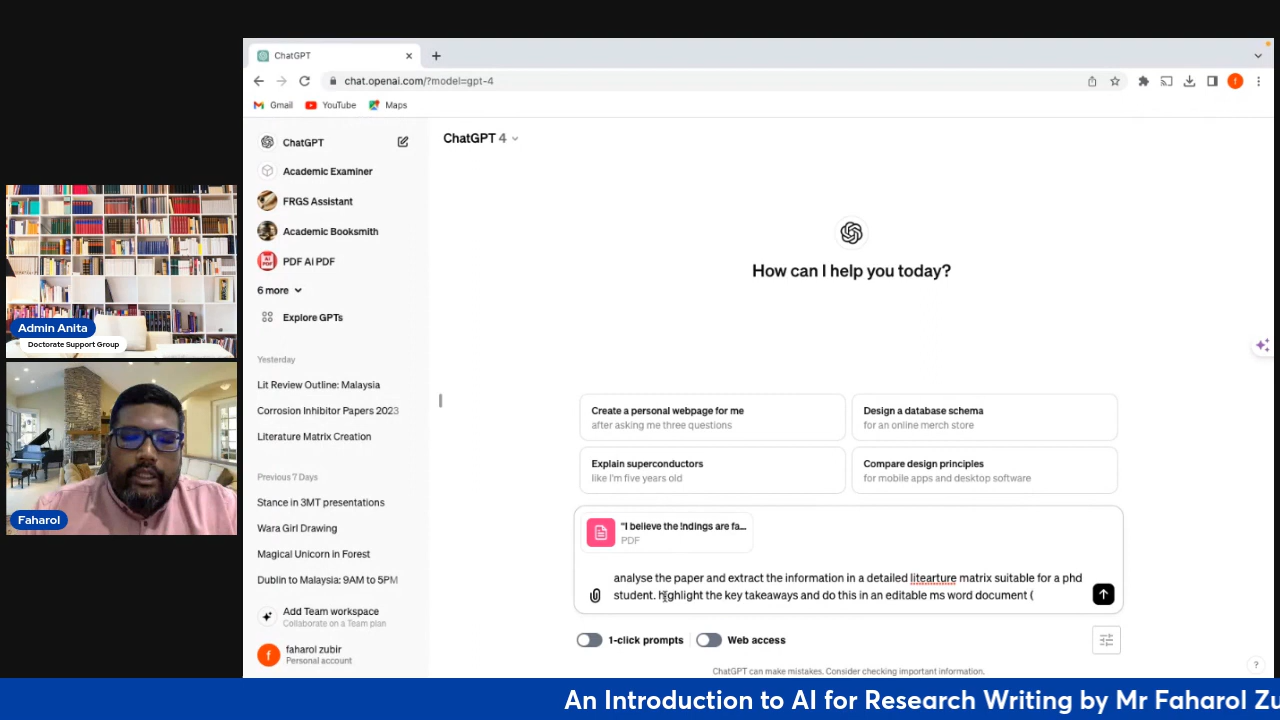 ChatGPT
chat.openai.com/?model=gpt-4
Gmail
YouTube
Maps
ChatGPT
Academic Examiner
FRGS Assistant
Academic Booksmith
PDF Ai PDF
6 more
Explore GPTs
Yesterday
Lit Review Outline: Malaysia
Corrosion Inhibitor Papers 2023
Literature Matrix Creation
Previous 7 Days
Stance in 3MT presentations
Wara Girl Drawing
Magical Unicorn in Forest
Dublin to Malaysia: 9AM to 5PM
Add Team workspace
Collaborate on a Team plan
f
faharol zubir
Personal account
ChatGPT 4
How can I help you today?
Create a personal webpage for me
after asking me three questions
Design a database schema
for an online merch store
Explain superconductors
like I'm five years old
Compare design principles
for mobile apps and desktop software
"I believe the !ndings are fa...
PDF
analyse the paper and extract the information in a detailed litearture matrix suitable for a phd
student. highlight the key takeaways and do this in an editable ms word document (
1-click prompts
Web access
ChatGPT can make mistakes. Consider checking important information.
?
Admin Anita
Doctorate Support Group
Faharol
An Introduction to AI for Research Writing by Mr Faharol Zu